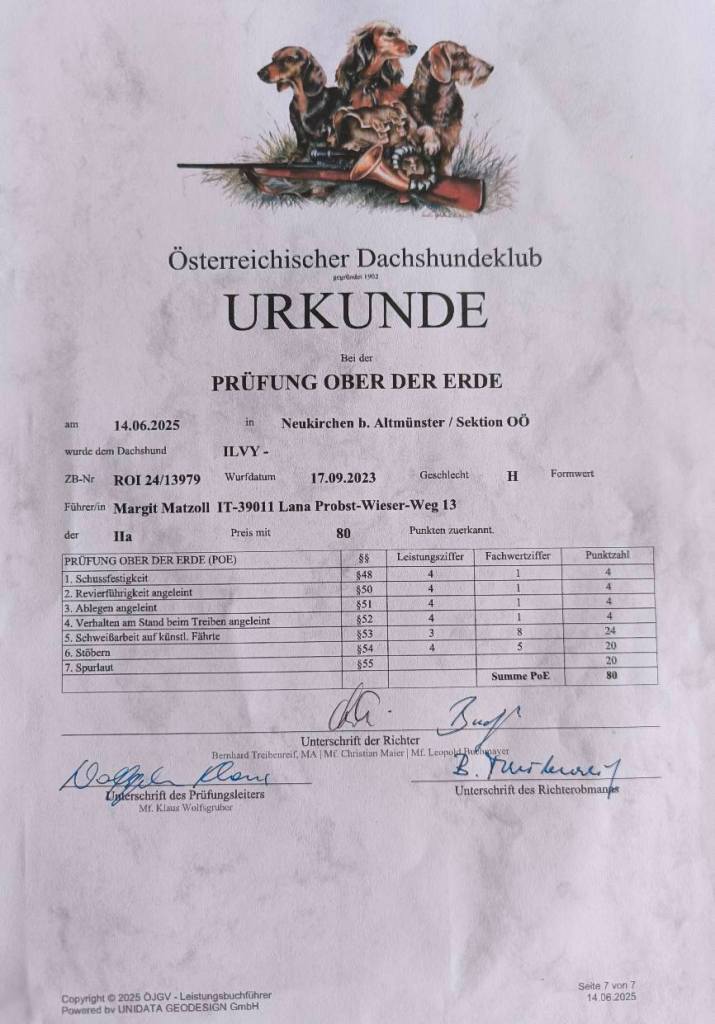 Österreichischer Dachshundeklub
gegründet 1902
URKUNDE
Bei der
PRÜFUNG OBER DER ERDE
am 14.06.2025 in Neukirchen b. Altmünster / Sektion OÖ
wurde dem Dachshund ILVY -
ZB-Nr ROI 24/13979 Wurfdatum 17.09.2023 Geschlecht H Formwert
Führer/in Margit Matzoll IT-39011 Lana Probst-Wieser-Weg 13
der IIa Preis mit 80 Punkten zuerkannt.
PRÜFUNG OBER DER ERDE (POE) §§ Leistungsziffer Fachwertziffer Punktzahl
1. Schussfestigkeit §48 4 1 4
2. Revierführigkeit angeleint §50 4 1 4
3. Ablegen angeleint §51 4 1 4
4. Verhalten am Stand beim Treiben angeleint §52 4 1 4
5. Schweißarbeit auf künstl. Fährte §53 3 8 24
6. Stöbern §54 4 5 20
7. Spurlaut §55 20
Summe PoE 80
Unterschrift der Richter
Bernhard Treibenreif, MA | Mf. Christian Maier | Mf. Leopold Buchmayer
B. Treibenreif
Wolfsgruber Klaus
Unterschrift des Prüfungsleiters Unterschrift des Richterobmanes
Mf. Klaus Wolfsgruber
Copyright © 2025 ÖJGV - Leistungsbuchführer
Powered by UNIDATA GEODESIGN GmbH
Seite 7 von 7
14.06.2025